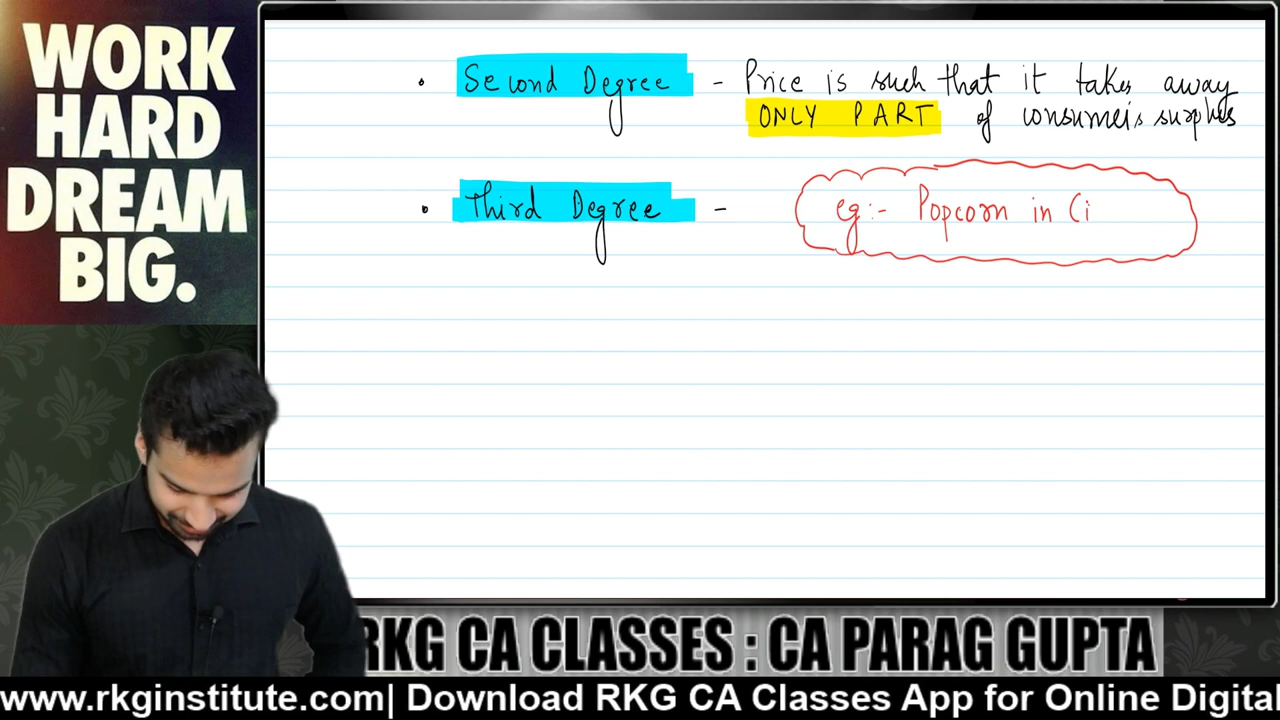 WORK
HARD
DREAM
BIG.
• Second Degree - Price is such that it takes away
ONLY PART of consumer's surplus
• Third Degree - eg:- Popcorn in Ci
RKG CA CLASSES : CA PARAG GUPTA
www.rkginstitute.com| Download RKG CA Classes App for Online Digital